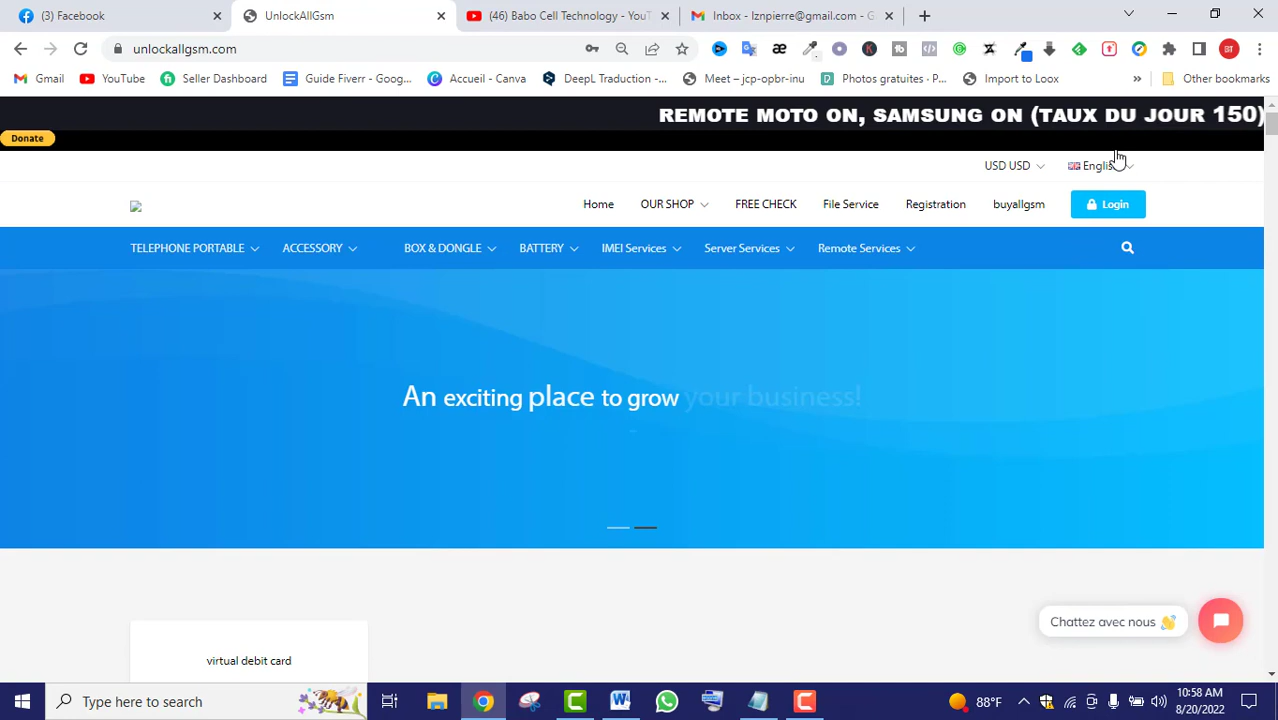 (3) Facebook
UnlockAllGsm
(46) Babo Cell Technology - YouT
Inbox - lznpierre@gmail.com - G
unlockallgsm.com
Gmail
YouTube
Seller Dashboard
Guide Fiverr - Goog...
Accueil - Canva
DeepL Traduction -...
Meet – jcp-opbr-inu
Photos gratuites · P...
Import to Loox
»
Other bookmarks
REMOTE MOTO ON, SAMSUNG ON (TAUX DU JOUR 150)
Donate
USD USD
English
Home
OUR SHOP
FREE CHECK
File Service
Registration
buyallgsm
Login
TELEPHONE PORTABLE
ACCESSORY
BOX & DONGLE
BATTERY
IMEI Services
Server Services
Remote Services
An exciting place to grow your business!
Chattez avec nous 👋
virtual debit card
Type here to search
88°F
10:58 AM
8/20/2022